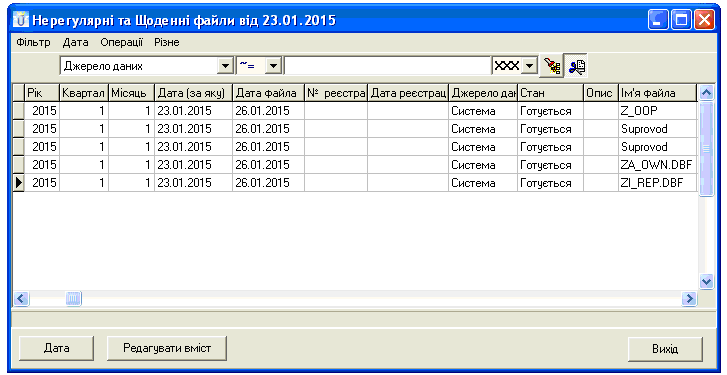 Нерегулярні та Щоденні файли від 23.01.2015
Фільтр Дата Операції Різне
Джерело даних ~= XXX
Рік Квартал Місяць Дата (за яку) Дата файла № реєстра Дата реєстрац Джерело дан Стан Опис Ім'я файла
2015 1 1 23.01.2015 26.01.2015 Система Готується Z_OOP
2015 1 1 23.01.2015 26.01.2015 Система Готується Suprovod
2015 1 1 23.01.2015 26.01.2015 Система Готується Suprovod
2015 1 1 23.01.2015 26.01.2015 Система Готується ZA_OWN.DBF
2015 1 1 23.01.2015 26.01.2015 Система Готується ZI_REP.DBF
Дата Редагувати вміст Вихід